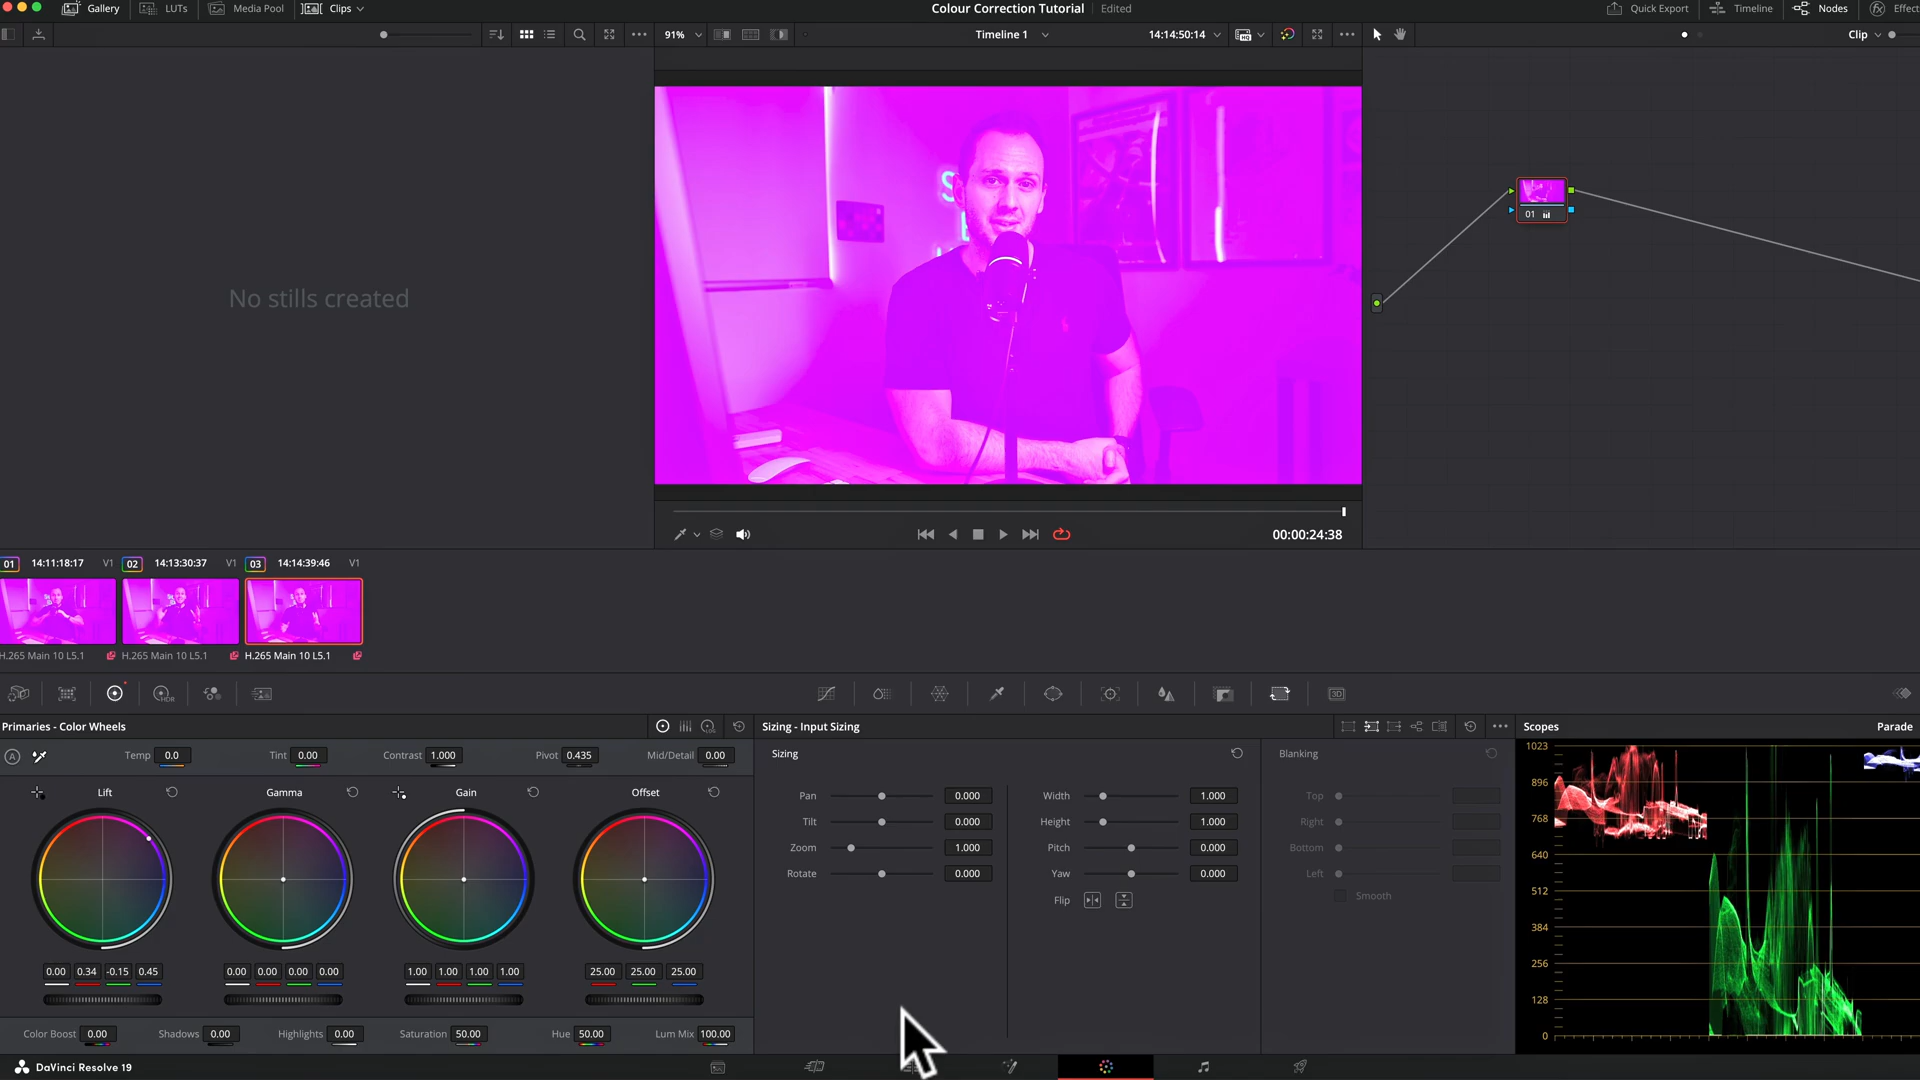 Gallery LUTs Media Pool Clips Colour Correction Tutorial Edited Quick Export Timeline Nodes Effect
91% Timeline 1 14:14:50:14 Clip
No stills created
01
00:00:24:38
01 14:11:18:17 V1 02 14:13:30:37 V1 03 14:14:39:46 V1
H.265 Main 10 L5.1 H.265 Main 10 L5.1 H.265 Main 10 L5.1
HDR 3D
Primaries - Color Wheels Sizing - Input Sizing Scopes Parade
Temp 0.0 Tint 0.00 Contrast 1.000 Pivot 0.435 Mid/Detail 0.00 Sizing Blanking
Lift Gamma Gain Offset
Pan 0.000 Width 1.000 Top
Tilt 0.000 Height 1.000 Right
Zoom 1.000 Pitch 0.000 Bottom
Rotate 0.000 Yaw 0.000 Left
Flip Smooth
1023
896
768
640
512
384
256
128
0
0.00 0.34 -0.15 0.45 0.00 0.00 0.00 0.00 1.00 1.00 1.00 1.00 25.00 25.00 25.00
Color Boost 0.00 Shadows 0.00 Highlights 0.00 Saturation 50.00 Hue 50.00 Lum Mix 100.00
DaVinci Resolve 19